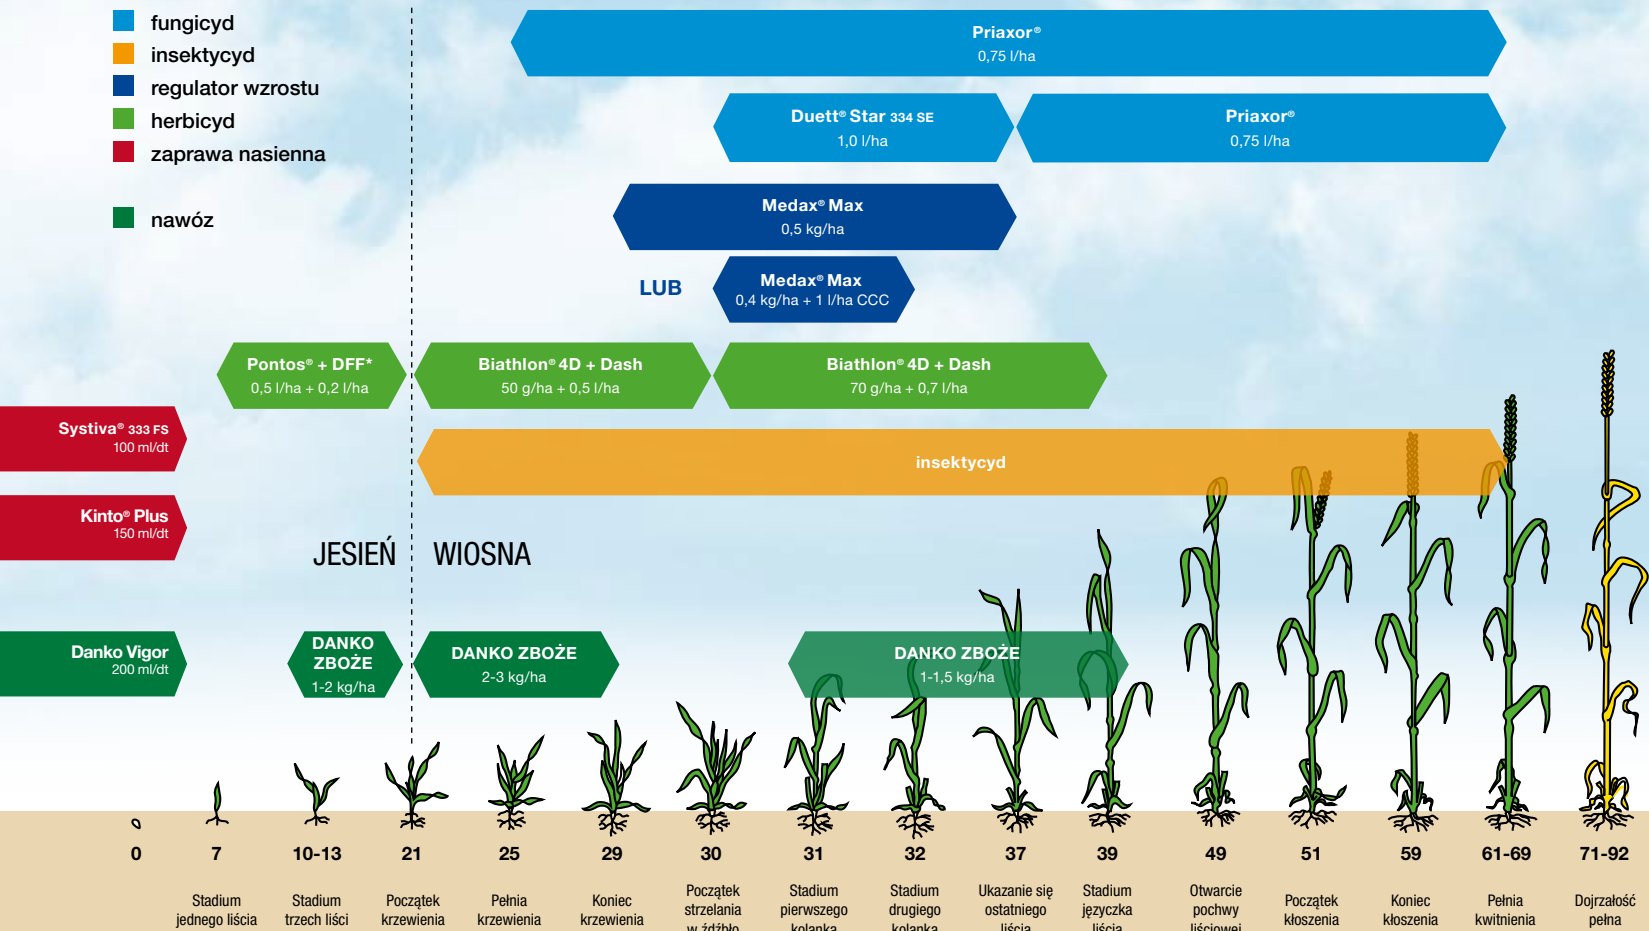 fungicyd
insektycyd
regulator wzrostu
herbicyd
zaprawa nasienna
nawóz
Priaxor®
0,75 l/ha
Duett® Star 334 SE
1,0 l/ha
Priaxor®
0,75 l/ha
Medax® Max
0,5 kg/ha
LUB
Medax® Max
0,4 kg/ha + 1 l/ha CCC
Pontos® + DFF*
0,5 l/ha + 0,2 l/ha
Biathlon® 4D + Dash
50 g/ha + 0,5 l/ha
Biathlon® 4D + Dash
70 g/ha + 0,7 l/ha
Systiva® 333 FS
100 ml/dt
insektycyd
Kinto® Plus
150 ml/dt
JESIEŃ
WIOSNA
Danko Vigor
200 ml/dt
DANKO
ZBOŻE
1-2 kg/ha
DANKO ZBOŻE
2-3 kg/ha
DANKO ZBOŻE
1-1,5 kg/ha
0
7
Stadium
jednego liścia
10-13
Stadium
trzech liści
21
Początek
krzewienia
25
Pełnia
krzewienia
29
Koniec
krzewienia
30
Początek
strzelania
w źdźbło
31
Stadium
pierwszego
kolanka
32
Stadium
drugiego
kolanka
37
Ukazanie się
ostatniego
liścia
39
Stadium
języczka
liścia
49
Otwarcie
pochwy
liściowej
51
Początek
kłoszenia
59
Koniec
kłoszenia
61-69
Pełnia
kwitnienia
71-92
Dojrzałość
pełna